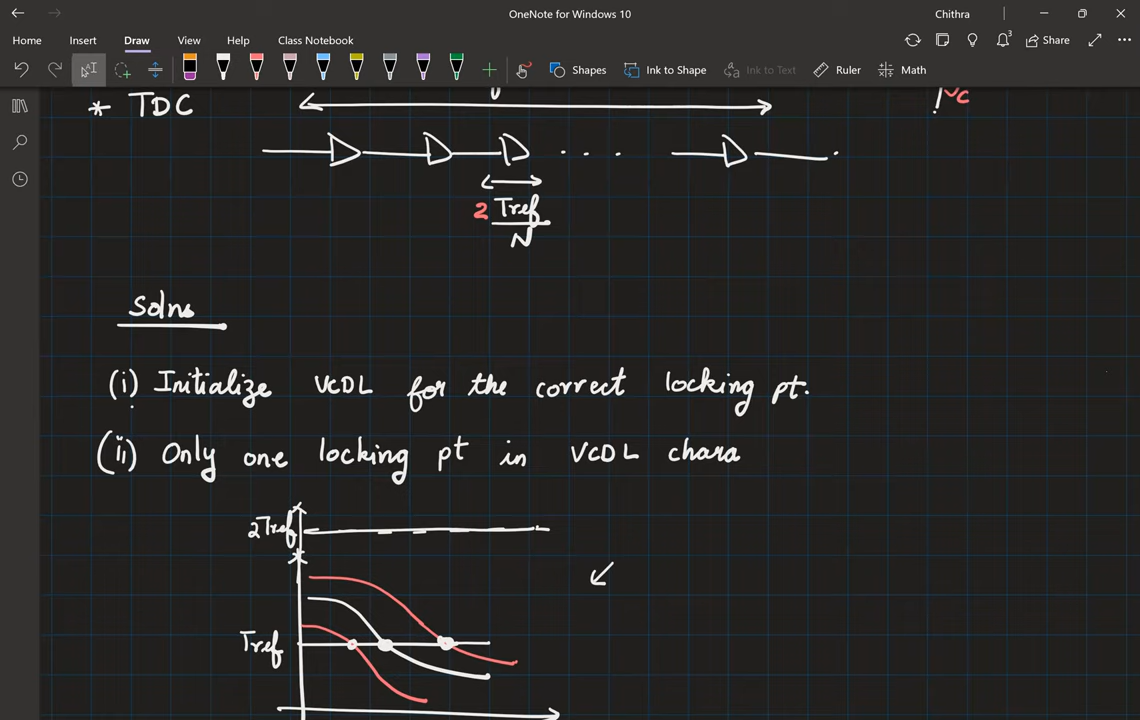 OneNote for Windows 10
Chithra
Home Insert Draw View Help Class Notebook
Share
Shapes Ink to Shape Ink to Text Ruler Math
* TDC
Vc
2 Tref
N
Solns
(i) Initialize VCDL for the correct locking pt.
(ii) Only one locking pt in VCDL chara
2Tref
Tref